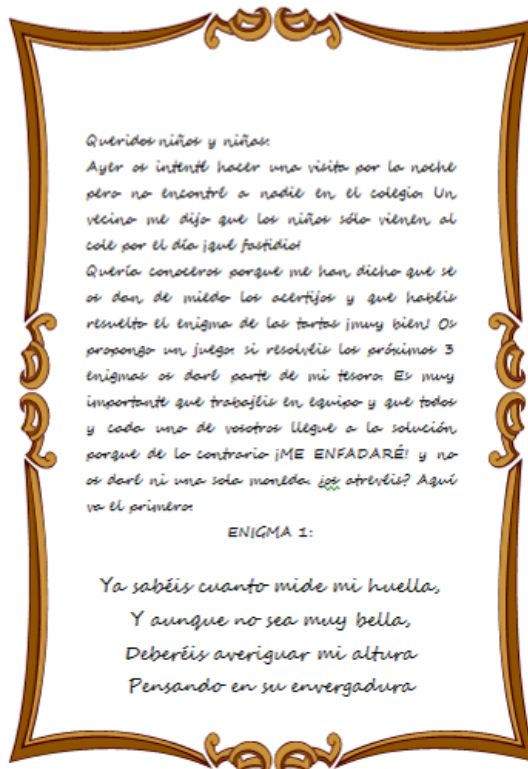 Queridos niños y niñas:
Ayer os intenté hacer una visita por la noche
pero no encontré a nadie en el colegio. Un
vecino me dijo que los niños sólo vienen al
cole por el día ¡qué fastidio!
Quería conoceros porque me han dicho que se
os dan de miedo los acertijos y que habéis
resuelto el enigma de las tartas ¡muy bien! Os
propongo un juego: si resolvéis los próximos 3
enigmas os daré parte de mi tesoro. Es muy
importante que trabajéis en equipo y que todos
y cada uno de vosotros llegue a la solución,
porque de lo contrario ¡ME ENFADARÉ! y no
os daré ni una sola moneda. ¿os atrevéis? Aquí
va el primero:
ENIGMA 1:
Ya sabéis cuanto mide mi huella,
Y aunque no sea muy bella,
Deberéis averiguar mi altura
Pensando en su envergadura